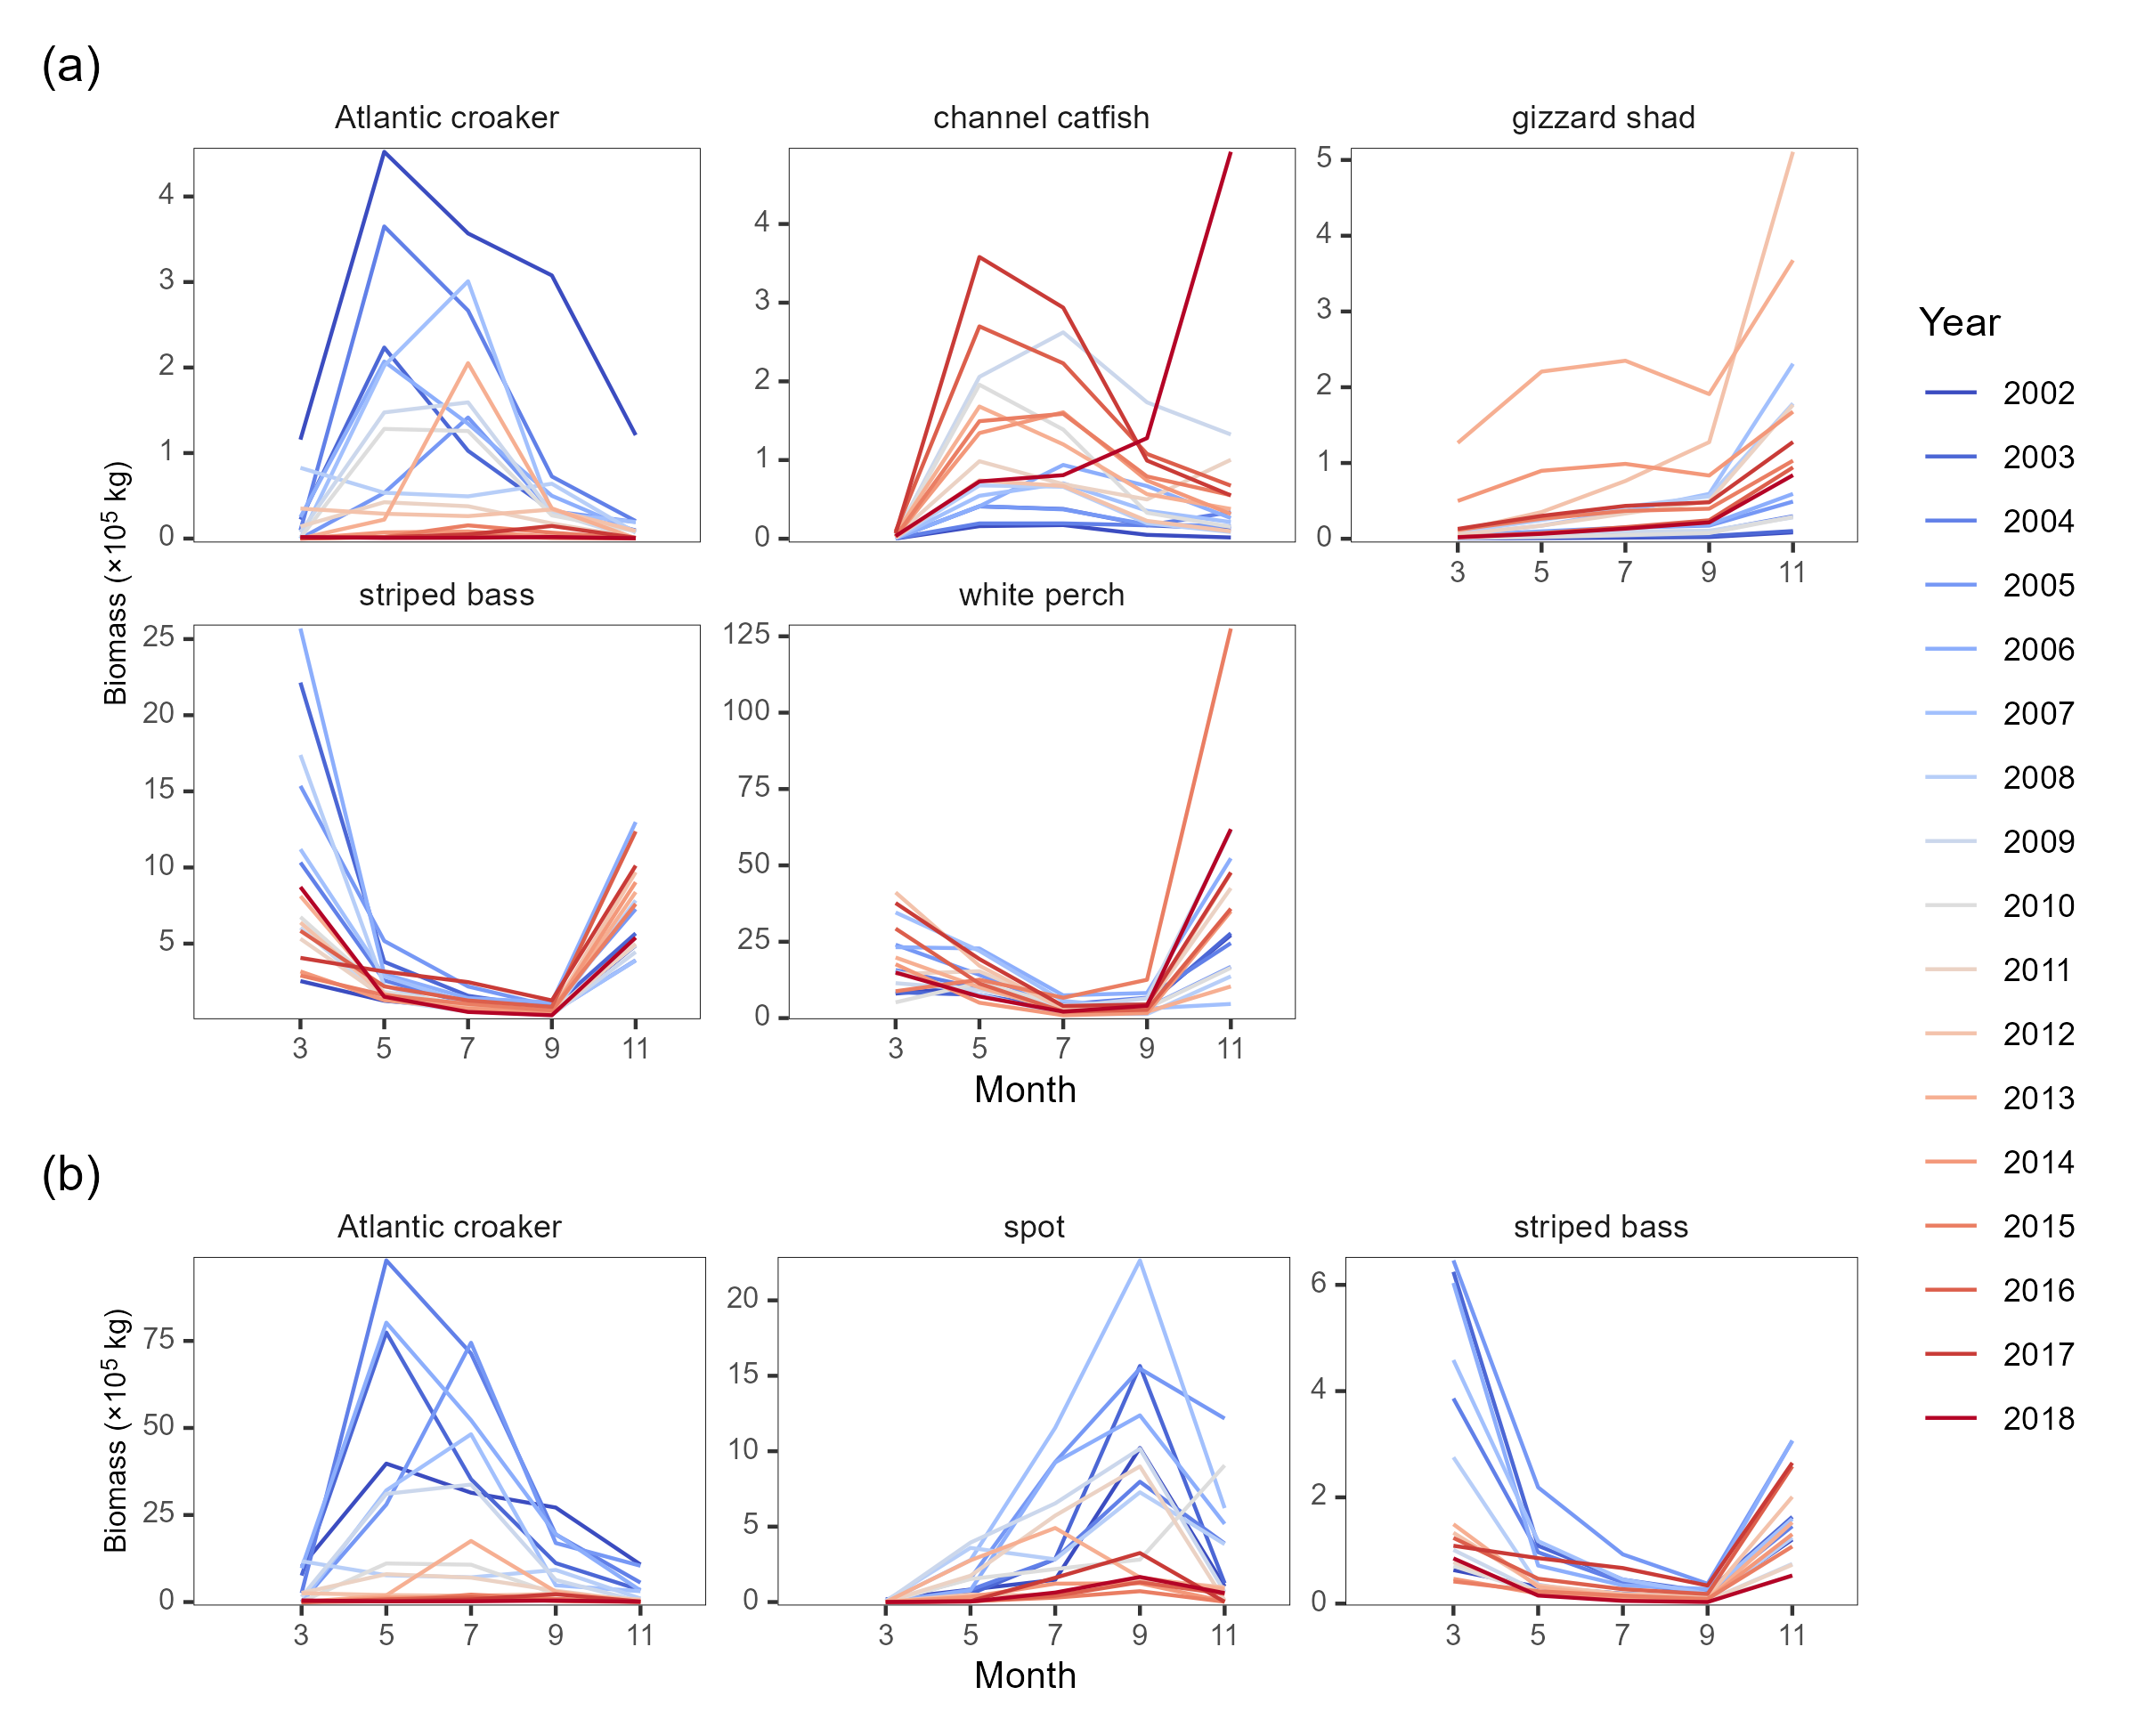 (a)
Atlantic croaker
channel catfish
gizzard shad
4
3
2
1
0
4
3
2
1
0
5
4
3
2
1
0
3 5 7 9 11
striped bass
white perch
25
20
15
10
5
125
100
75
50
25
0
3 5 7 9 11
3 5 7 9 11
Biomass (×10⁵ kg)
Month
(b)
Atlantic croaker
spot
striped bass
75
50
25
0
20
15
10
5
0
6
4
2
0
3 5 7 9 11
3 5 7 9 11
3 5 7 9 11
Biomass (×10⁵ kg)
Month
Year
2002
2003
2004
2005
2006
2007
2008
2009
2010
2011
2012
2013
2014
2015
2016
2017
2018